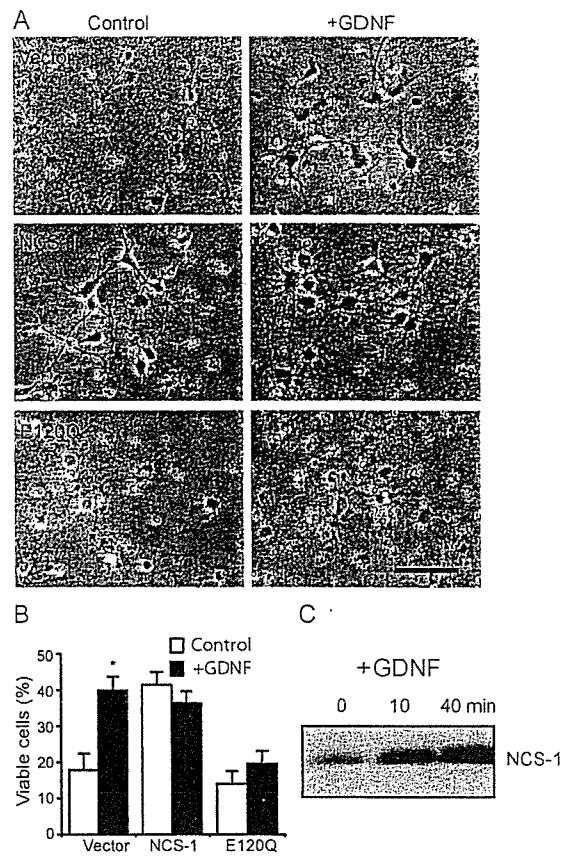 A
Control
+GDNF
Vector
NCS-1
E120Q
B
Control
+GDNF
*
Viable cells (%)
50
40
30
20
10
0
Vector
NCS-1
E120Q
C
+GDNF
0
10
40 min
NCS-1